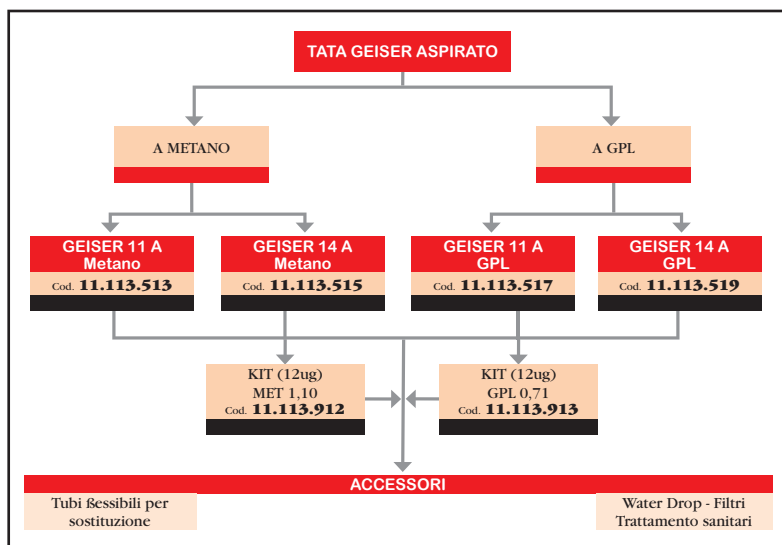 TATA GEISER ASPIRATO
A METANO
A GPL
GEISER 11 A
Metano
Cod. 11.113.513
GEISER 14 A
Metano
Cod. 11.113.515
GEISER 11 A
GPL
Cod. 11.113.517
GEISER 14 A
GPL
Cod. 11.113.519
KIT (12ug)
MET 1,10
Cod. 11.113.912
KIT (12ug)
GPL 0,71
Cod. 11.113.913
ACCESSORI
Tubi ßessibili per
sostituzione
Water Drop - Filtri
Trattamento sanitari